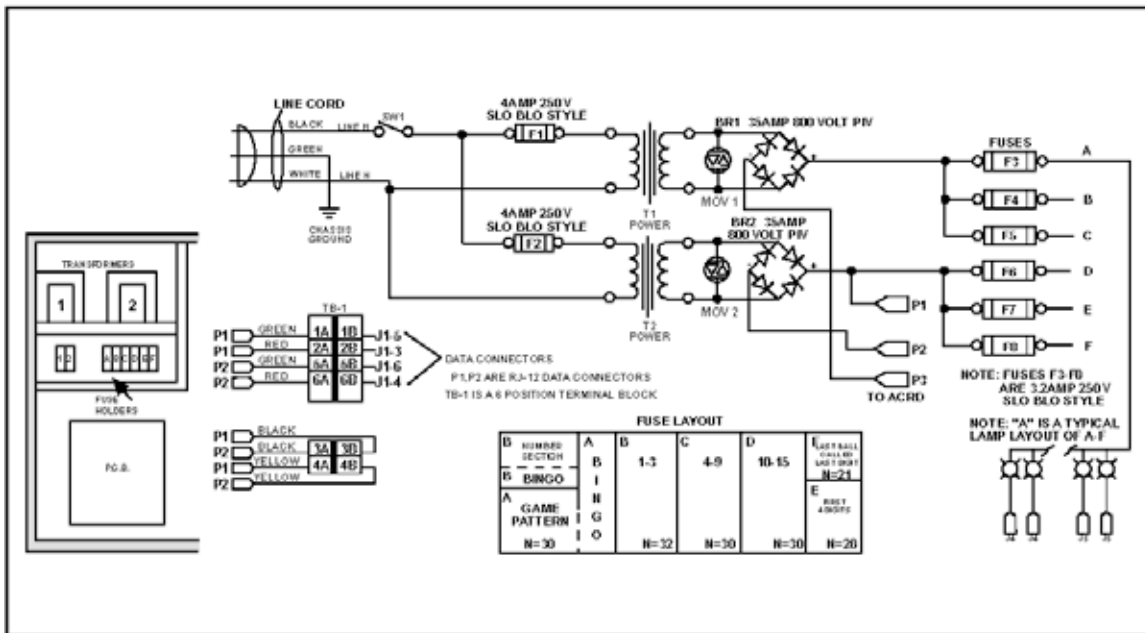 LINE CORD
BLACK
LINE H
SW1
GREEN
WHITE
LINE N
CHASSIS
GROUND
4AMP 250V
SLO BLO STYLE
F1
4AMP 250V
SLO BLO STYLE
F2
T1
POWER
T2
POWER
BR1 35AMP 800 VOLT PIV
MOV 1
BR2 35AMP
800 VOLT PIV
MOV 2
- +
- +
FUSES
F3 A
F4 B
F5 C
F6 D
F7 E
F8 F
P1
P2
P3
TO ACRD
NOTE: FUSES F3-F8
ARE 3.2AMP 250V
SLO BLO STYLE
NOTE: "A" IS A TYPICAL
LAMP LAYOUT OF A-F
TRANSFORMERS
1 2
1 2
A B C D E F
FUSE
HOLDERS
P.C.B.
TB-1
P1 GREEN 1A 1B J1-5
P1 RED 2A 2B J1-3
P2 GREEN 5A 5B J1-6
P2 RED 6A 6B J1-4
DATA CONNECTORS
P1,P2 ARE RJ-12 DATA CONNECTORS
TB-1 IS A 6 POSITION TERMINAL BLOCK
P1 BLACK
P2 BLACK 3A 3B
P1 YELLOW 4A 4B
P2 YELLOW
FUSE LAYOUT
B NUMBER
SECTION
B BINGO
A
GAME
PATTERN
N=30
A
B
I
N
G
O
B
1-3
N=32
C
4-9
N=30
D
10-15
N=30
LAST BALL
CALLED
LAST DIGIT
N=21
E
FIRST
N=26